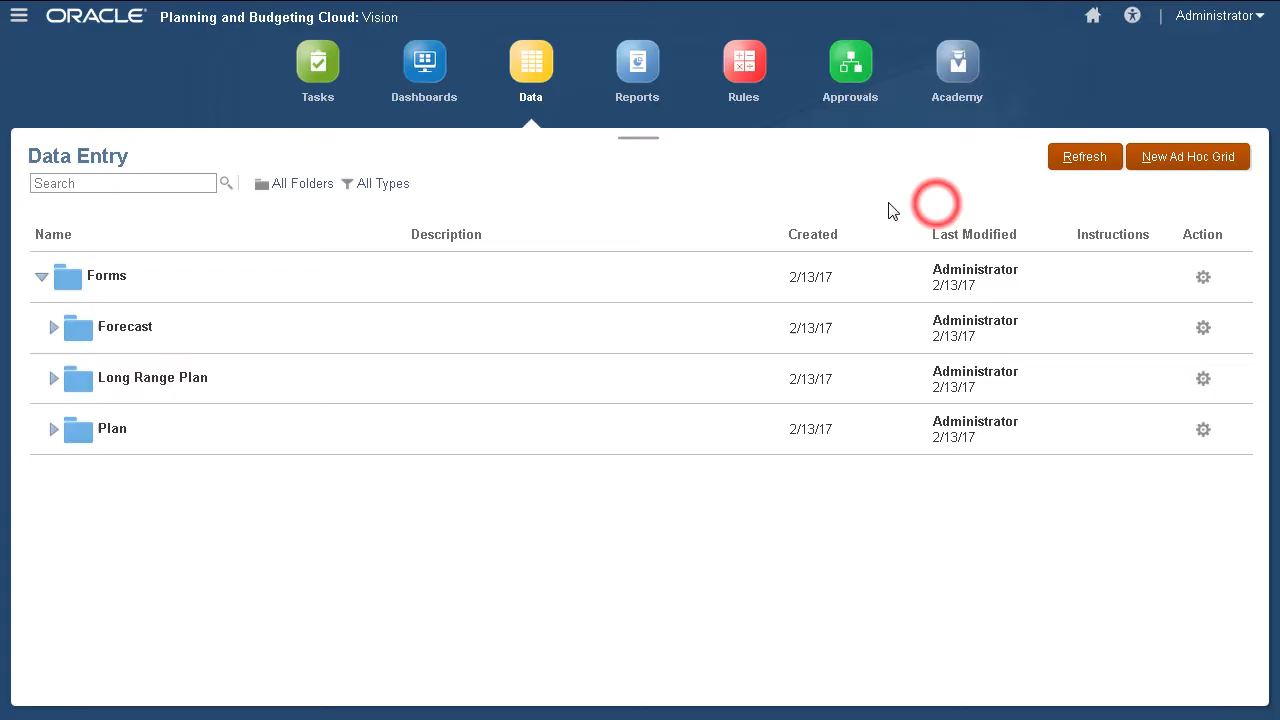 ORACLE® Planning and Budgeting Cloud: Vision Administrator
Tasks Dashboards Data Reports Rules Approvals Academy
Data Entry
Refresh New Ad Hoc Grid
Search All Folders All Types
Name Description Created Last Modified Instructions Action
Forms 2/13/17 Administrator
2/13/17
Forecast 2/13/17 Administrator
2/13/17
Long Range Plan 2/13/17 Administrator
2/13/17
Plan 2/13/17 Administrator
2/13/17